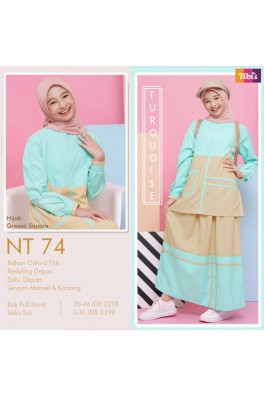 Nibi's
TURQUOISE
Hijab
Greesa Square
NT 74
Bahan Oxford Flat
Resleting Depan
Saku Depan
Lengan Manset & Kancing
Rok Full Karet
Saku Sisi
XS-M IDR 229K
L-XL IDR 239K